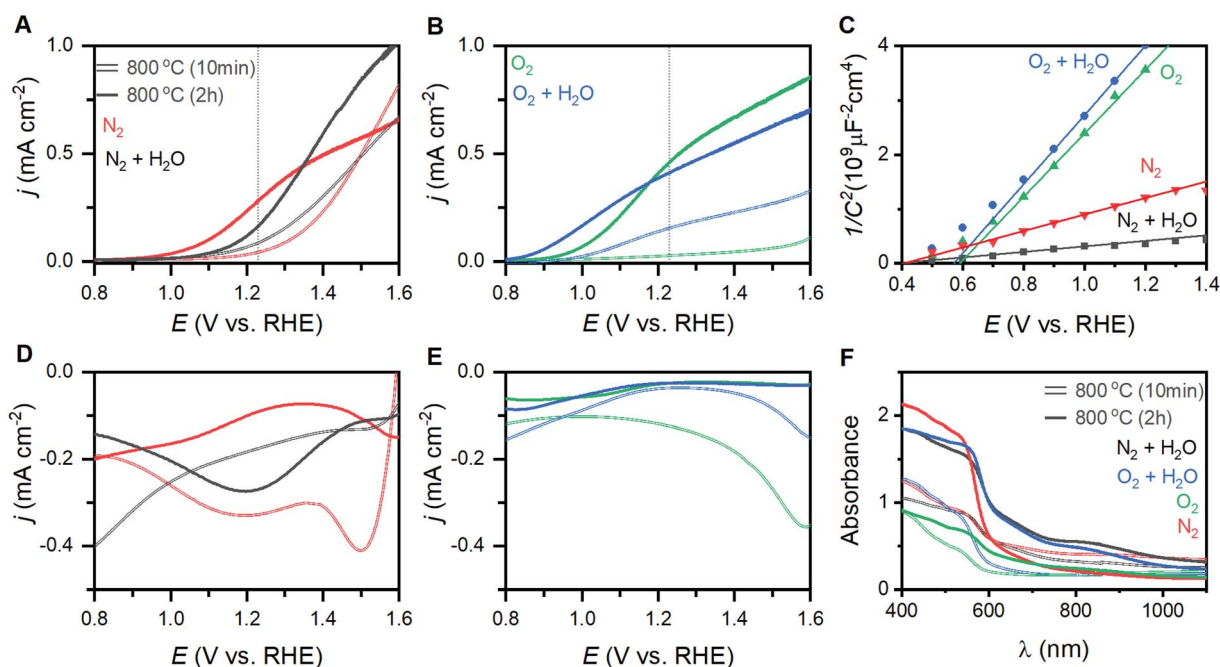 A
1.0
0.5
0.0
j (mA cm⁻²)
800 °C (10min)
800 °C (2h)
N₂
N₂ + H₂O
0.8 1.0 1.2 1.4 1.6
E (V vs. RHE)
B
1.0
0.5
0.0
j (mA cm⁻²)
O₂
O₂ + H₂O
0.8 1.0 1.2 1.4 1.6
E (V vs. RHE)
C
4
2
0
1/C² (10⁹μF⁻²cm⁴)
O₂ + H₂O
O₂
N₂
N₂ + H₂O
0.4 0.6 0.8 1.0 1.2 1.4
E (V vs. RHE)
D
0.0
-0.2
-0.4
j (mA cm⁻²)
0.8 1.0 1.2 1.4 1.6
E (V vs. RHE)
E
0.0
-0.2
-0.4
j (mA cm⁻²)
0.8 1.0 1.2 1.4 1.6
E (V vs. RHE)
F
2
1
0
Absorbance
800 °C (10min)
800 °C (2h)
N₂ + H₂O
O₂ + H₂O
O₂
N₂
400 600 800 1000
λ (nm)